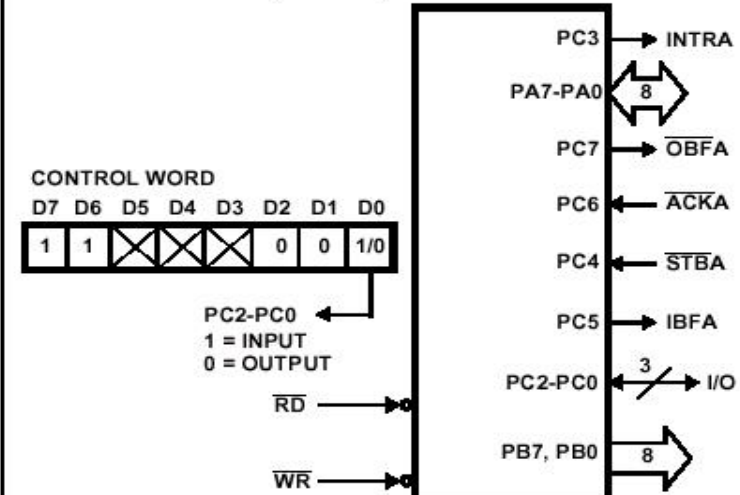 PC3 INTRA
PA7-PA0 8
PC7 OBFA
CONTROL WORD
D7 D6 D5 D4 D3 D2 D1 D0
1 1 0 0 1/0
PC6 ACKA
PC4 STBA
PC2-PC0
1 = INPUT
0 = OUTPUT
PC5 IBFA
PC2-PC0 3 I/O
RD
PB7, PB0 8
WR